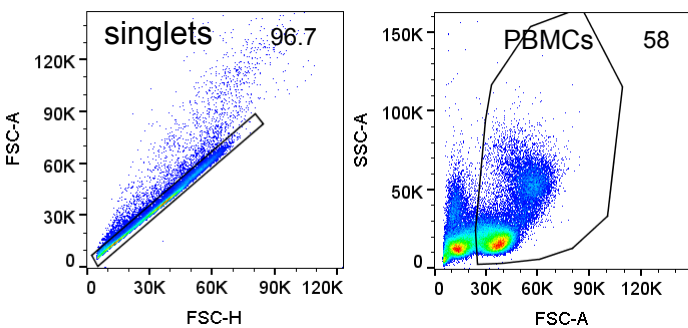 singlets 96.7
120K
90K
60K
30K
0
FSC-A
0 30K 60K 90K 120K
FSC-H
PBMCs 58
150K
100K
50K
0
SSC-A
0 30K 60K 90K 120K
FSC-A